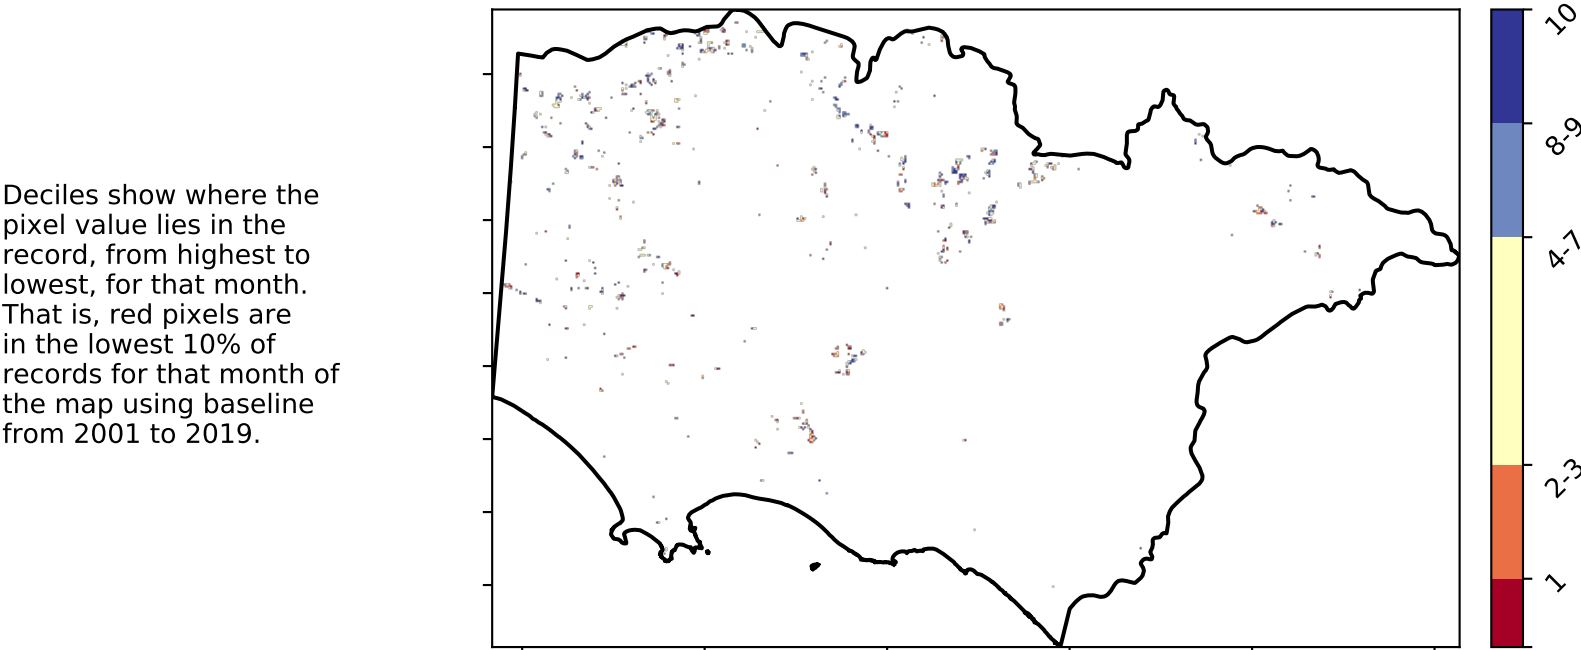 Deciles show where the
pixel value lies in the
record, from highest to
lowest, for that month.
That is, red pixels are
in the lowest 10% of
records for that month of
the map using baseline
from 2001 to 2019.
10
8-9
4-7
2-3
1